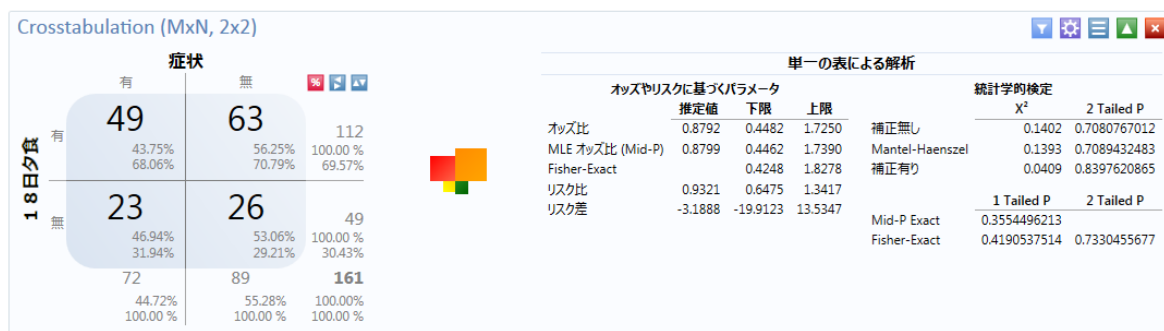 Crosstabulation (MxN, 2x2)
症状
有 無
%
18日夕食
有 49 63 112
43.75% 56.25% 100.00 %
68.06% 70.79% 69.57%
無 23 26 49
46.94% 53.06% 100.00 %
31.94% 29.21% 30.43%
72 89 161
44.72% 55.28% 100.00%
100.00 % 100.00 % 100.00 %
単一の表による解析
オッズやリスクに基づくパラメータ
推定値 下限 上限
オッズ比 0.8792 0.4482 1.7250
MLE オッズ比 (Mid-P) 0.8799 0.4462 1.7390
Fisher-Exact 0.4248 1.8278
リスク比 0.9321 0.6475 1.3417
リスク差 -3.1888 -19.9123 13.5347
統計学的検定
X² 2 Tailed P
補正無し 0.1402 0.7080767012
Mantel-Haenszel 0.1393 0.7089432483
補正有り 0.0409 0.8397620865
1 Tailed P 2 Tailed P
Mid-P Exact 0.3554496213
Fisher-Exact 0.4190537514 0.7330455677